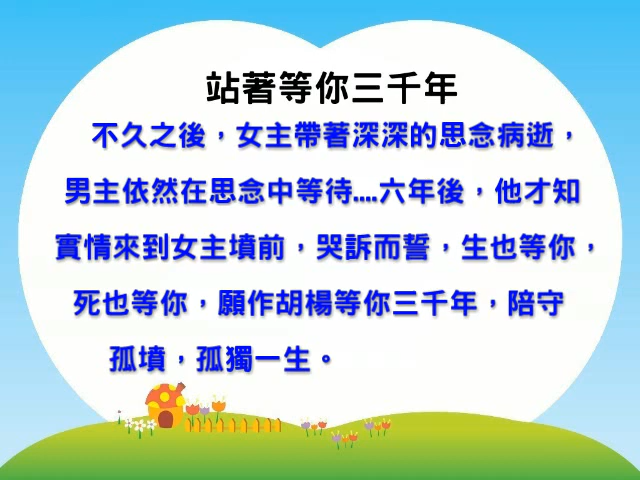 站著等你三千年
不久之後，女主帶著深深的思念病逝，
男主依然在思念中等待....六年後，他才知
實情來到女主墳前，哭訴而誓，生也等你，
死也等你，願作胡楊等你三千年，陪守
孤墳，孤獨一生。